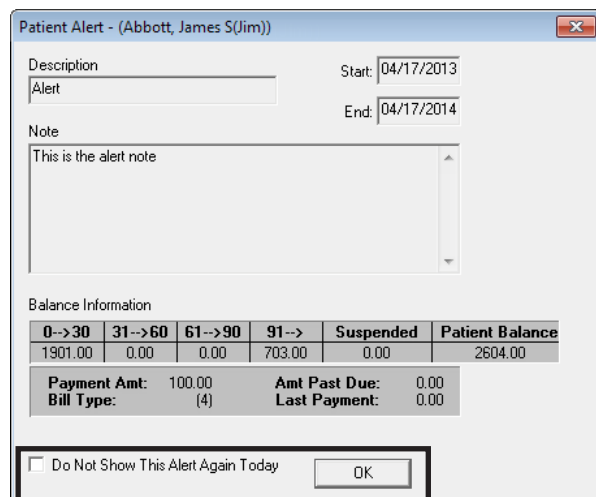 Patient Alert - (Abbott, James S(Jim))
Description
Start: 04/17/2013
Alert
End: 04/17/2014
Note
This is the alert note
Balance Information
0-->30 31-->60 61-->90 91--> Suspended Patient Balance
1901.00 0.00 0.00 703.00 0.00 2604.00
Payment Amt: 100.00 Amt Past Due: 0.00
Bill Type: (4) Last Payment: 0.00
Do Not Show This Alert Again Today OK